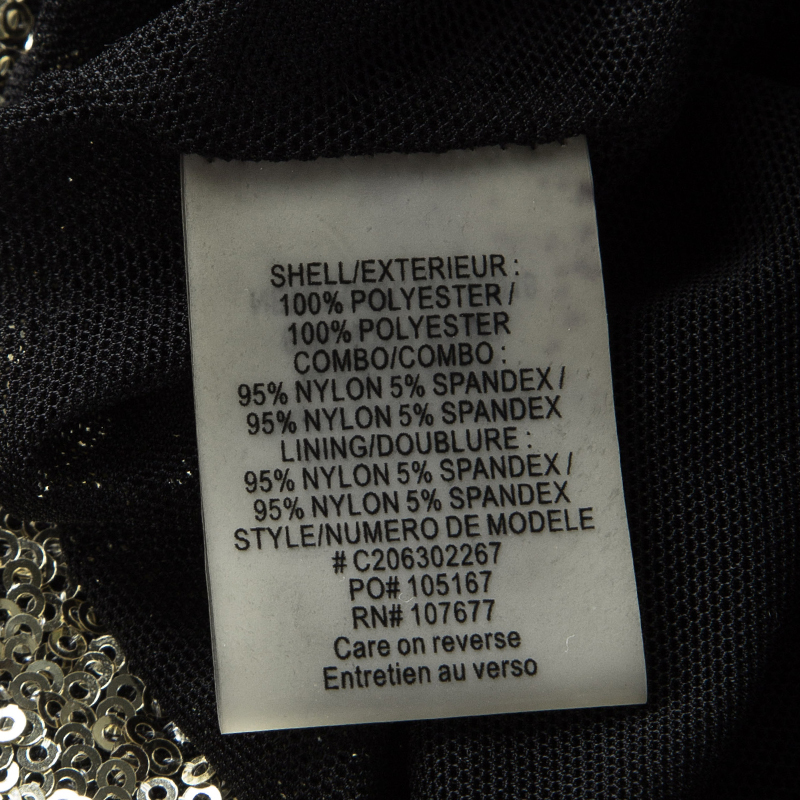 SHELL/EXTERIEUR :
100% POLYESTER /
100% POLYESTER
COMBO/COMBO :
95% NYLON 5% SPANDEX /
95% NYLON 5% SPANDEX
LINING/DOUBLURE :
95% NYLON 5% SPANDEX /
95% NYLON 5% SPANDEX
STYLE/NUMERO DE MODELE
# C206302267
PO# 105167
RN# 107677
Care on reverse
Entretien au verso